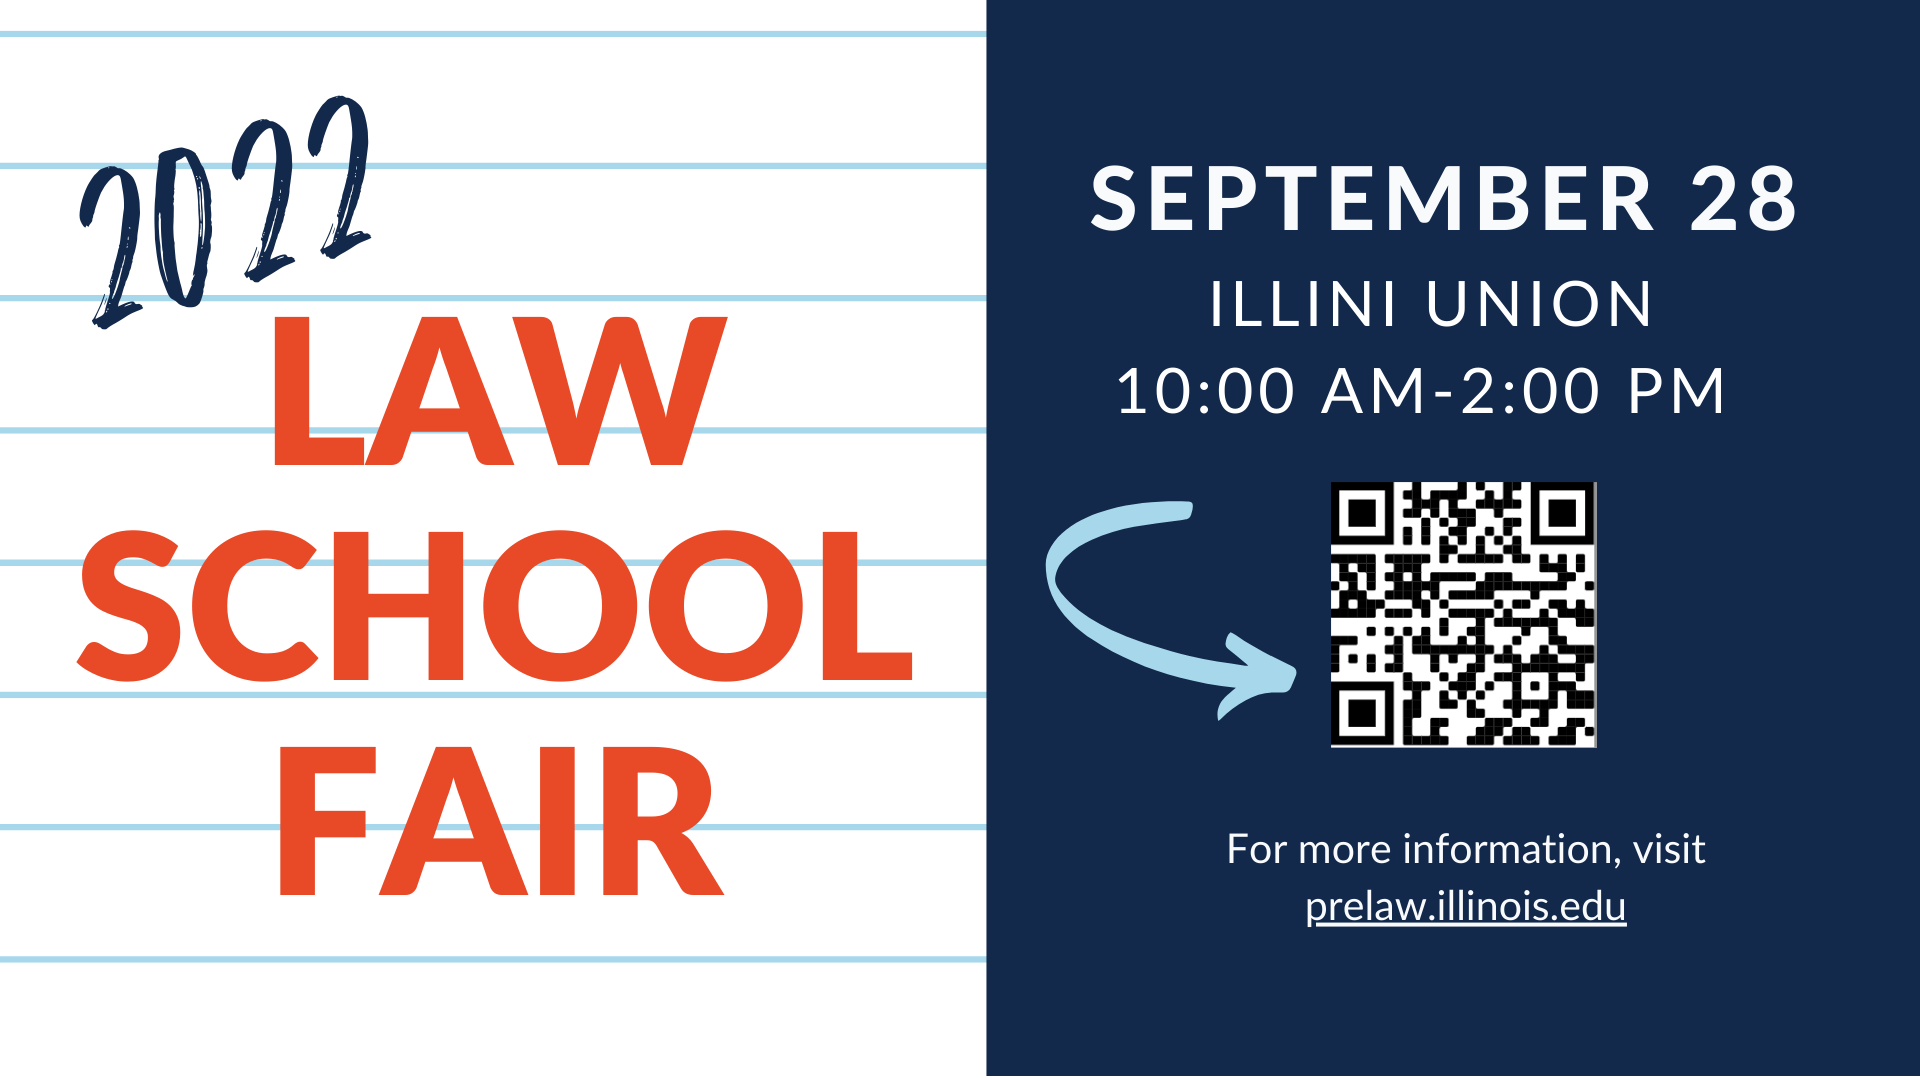 2022
LAW
SCHOOL
FAIR
SEPTEMBER 28
ILLINI UNION
10:00 AM-2:00 PM
For more information, visit
prelaw.illinois.edu